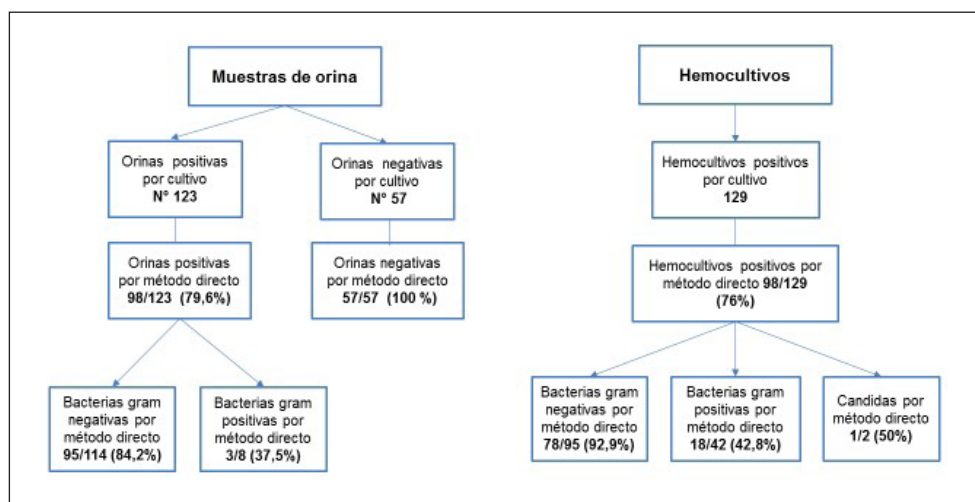 Muestras de orina
Orinas positivas
por cultivo
N° 123
Orinas negativas
por cultivo
N° 57
Orinas positivas
por método directo
98/123 (79,6%)
Orinas negativas
por método directo
57/57 (100 %)
Bacterias gram
negativas por
método directo
95/114 (84,2%)
Bacterias gram
positivas por
método directo
3/8 (37,5%)
Hemocultivos
Hemocultivos positivos
por cultivo
129
Hemocultivos positivos por
método directo 98/129
(76%)
Bacterias gram
negativas por
método directo
78/95 (92,9%)
Bacterias gram
positivas por
método directo
18/42 (42,8%)
Candidas por
método directo
1/2 (50%)